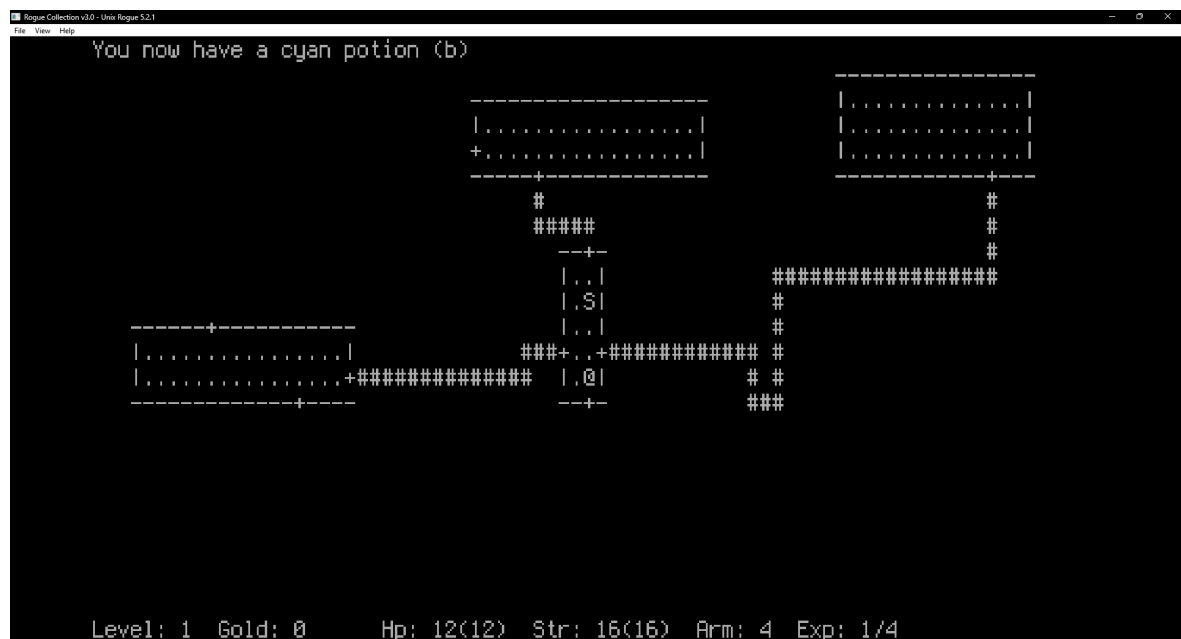 Rogue Collection v3.0 - Unix Rogue 5.2.1
File View Help
You now have a cyan potion (b)
----------------
------------------- |..............|
|.................| |..............|
+.................| |..............|
-----+------------- ------------+---
# #
##### #
--+- #
|..| ##################
|.S| #
------+----------- |..| #
|................| ###+..+############ #
|................+############## |.@| # #
-------------+---- --+- ###
Level: 1 Gold: 0 Hp: 12(12) Str: 16(16) Arm: 4 Exp: 1/4